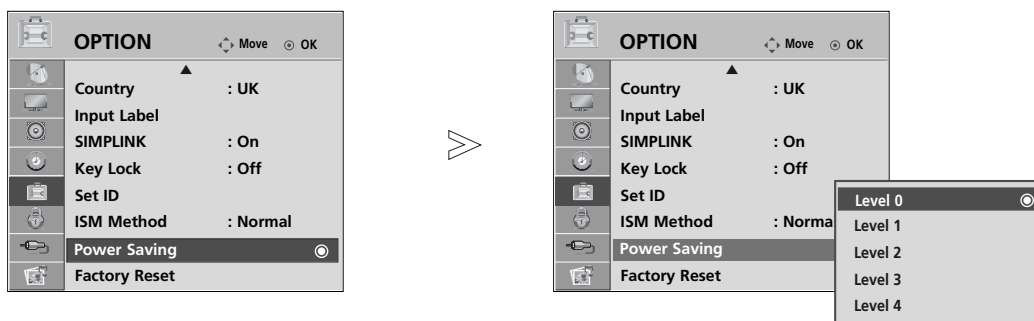 OPTION Move OK
Country : UK
Input Label
SIMPLINK : On
Key Lock : Off
Set ID
ISM Method : Normal
Power Saving
Factory Reset
OPTION Move OK
Country : UK
Input Label
SIMPLINK : On
Key Lock : Off
Set ID
ISM Method : Norma
Power Saving
Factory Reset
Level 0
Level 1
Level 2
Level 3
Level 4